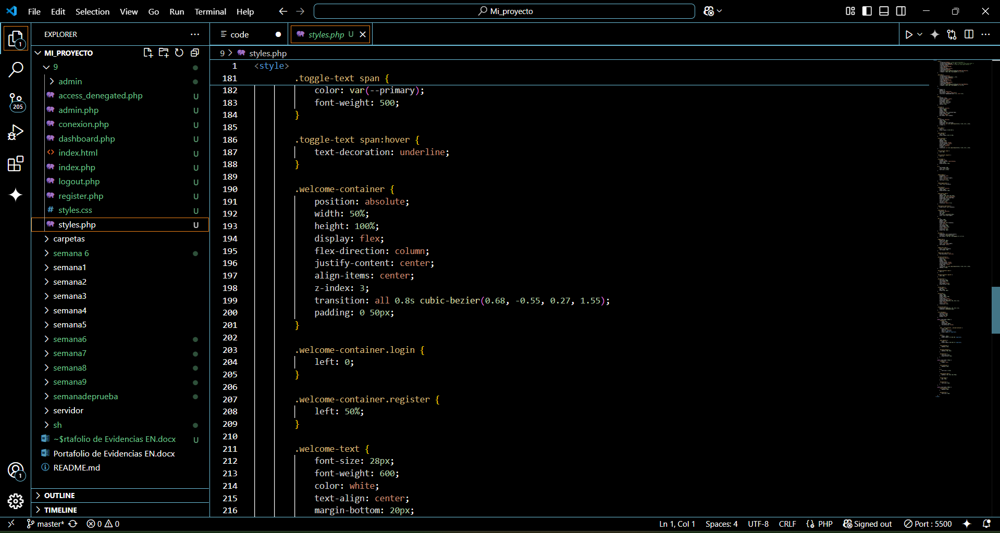 File Edit Selection View Go Run Terminal Help Mi_proyecto
1
205
1
EXPLORER
MI_PROYECTO
9
admin
access_denegated.php U
admin.php U
conexion.php U
dashboard.php U
index.html U
index.php U
logout.php U
register.php U
styles.css U
styles.php U
carpetas
semana 6
semana1
semana2
semana3
semana4
semana5
semana6
semana7
semana8
semana9
semanadeprueba
servidor
sh
~$rtafolio de Evidencias EN.docx U
Portafolio de Evidencias EN.docx
README.md
OUTLINE
TIMELINE
code styles.php U
9 > styles.php
1 <style>
181 .toggle-text span {
182 color: var(--primary);
183 font-weight: 500;
184 }
185
186 .toggle-text span:hover {
187 text-decoration: underline;
188 }
189
190 .welcome-container {
191 position: absolute;
192 width: 50%;
193 height: 100%;
194 display: flex;
195 flex-direction: column;
196 justify-content: center;
197 align-items: center;
198 z-index: 3;
199 transition: all 0.8s cubic-bezier(0.68, -0.55, 0.27, 1.55);
200 padding: 0 50px;
201 }
202
203 .welcome-container.login {
204 left: 0;
205 }
206
207 .welcome-container.register {
208 left: 50%;
209 }
210
211 .welcome-text {
212 font-size: 28px;
213 font-weight: 600;
214 color: white;
215 text-align: center;
216 margin-bottom: 20px;
master* 0 0 Ln 1, Col 1 Spaces: 4 UTF-8 CRLF {} PHP Signed out Port : 5500